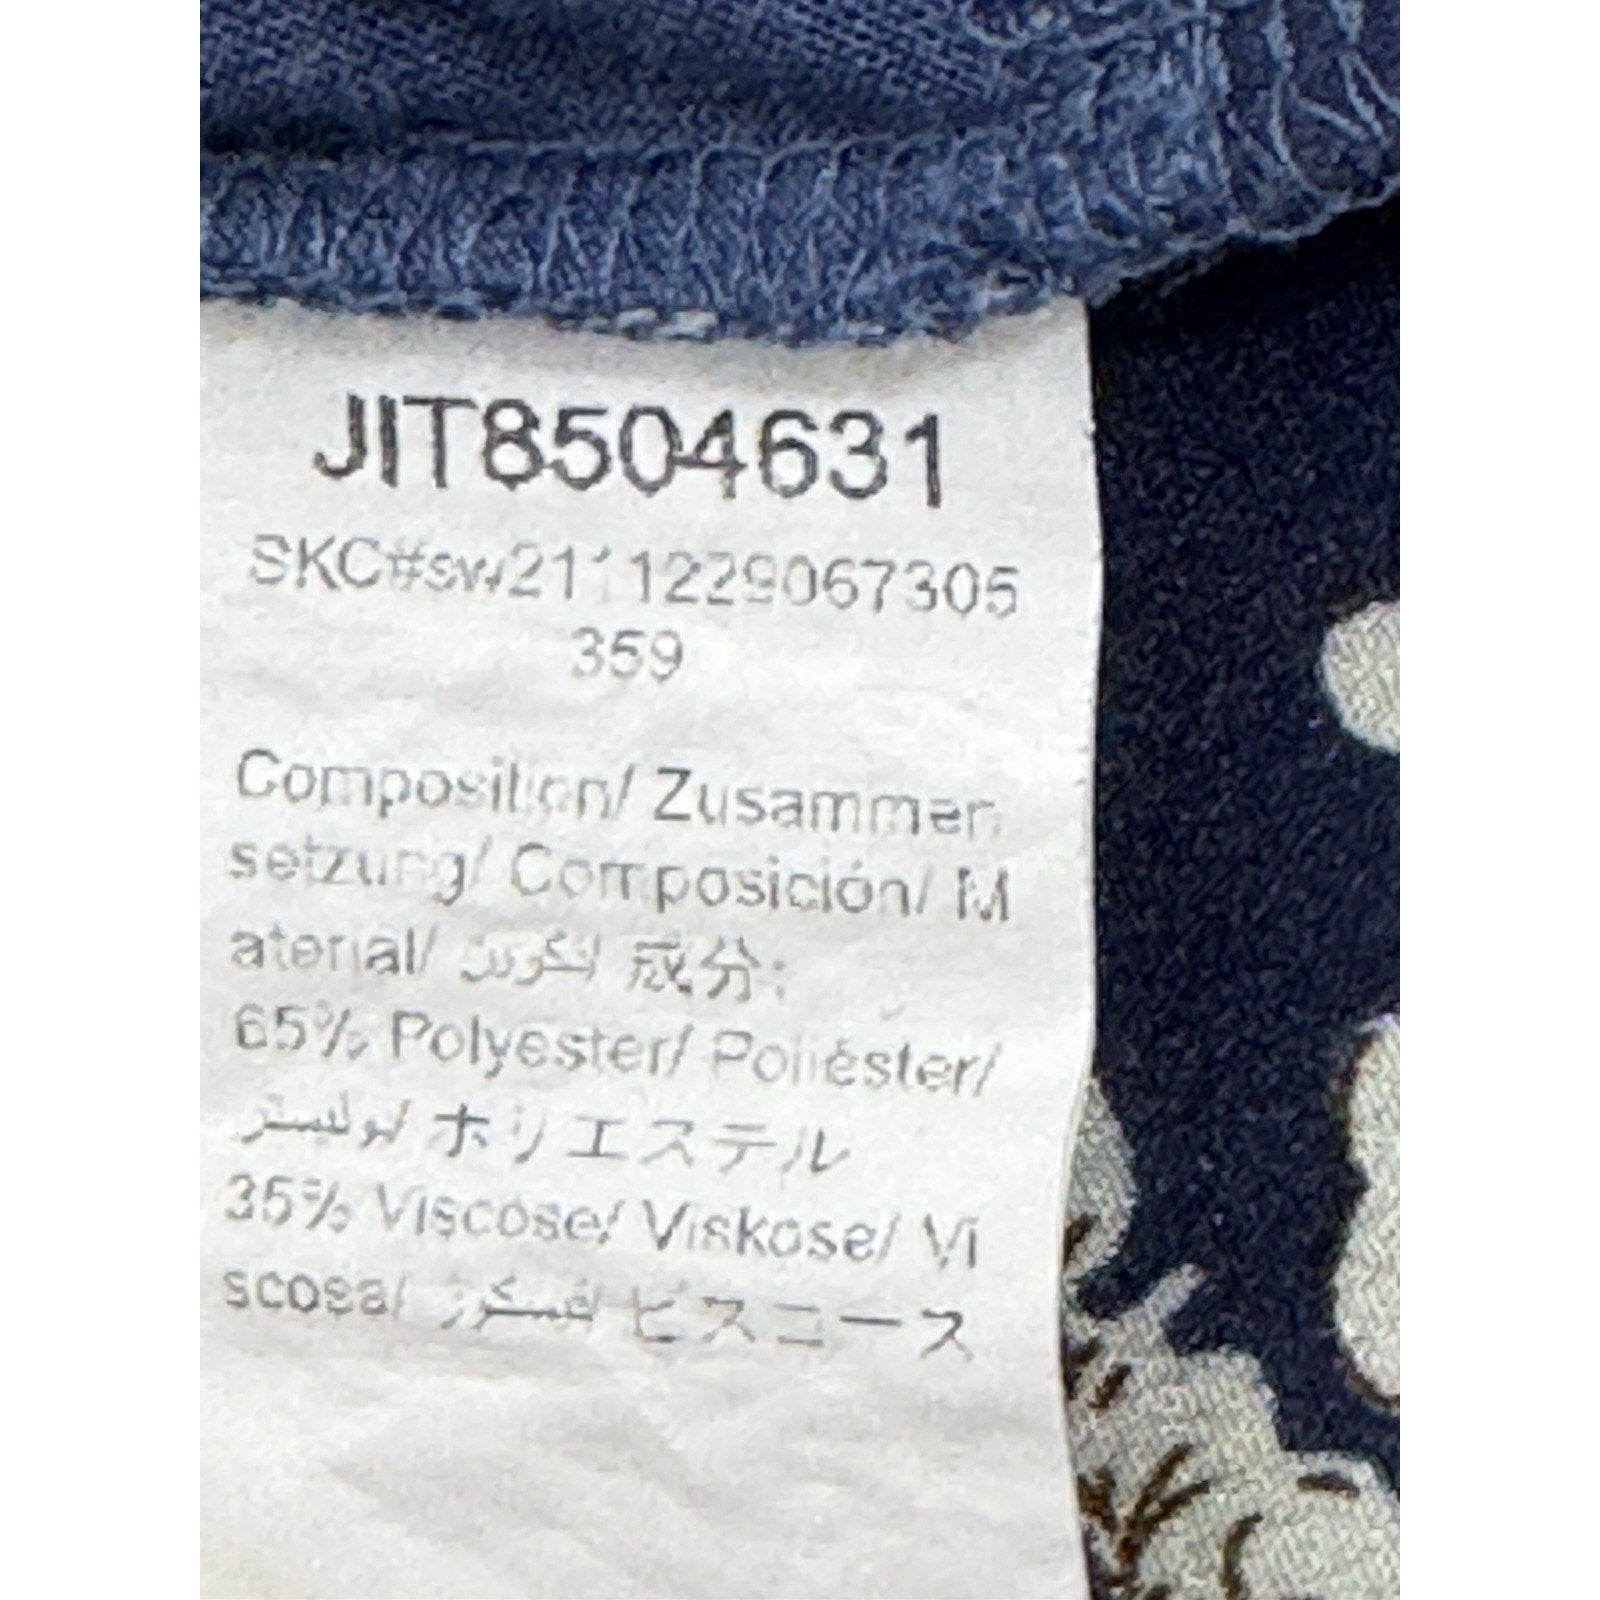 JIT8504631
SKC#sw2111229067305
359
Composition/ Zusammen
setzung/ Composición/ M
aterial/ التكوين/ 成分:
65% Polyester/ Poliéster/
بوليستر/ ポリエステル
35% Viscose/ Viskose/ Vi
scosa/ فسكوز/ ビスコース